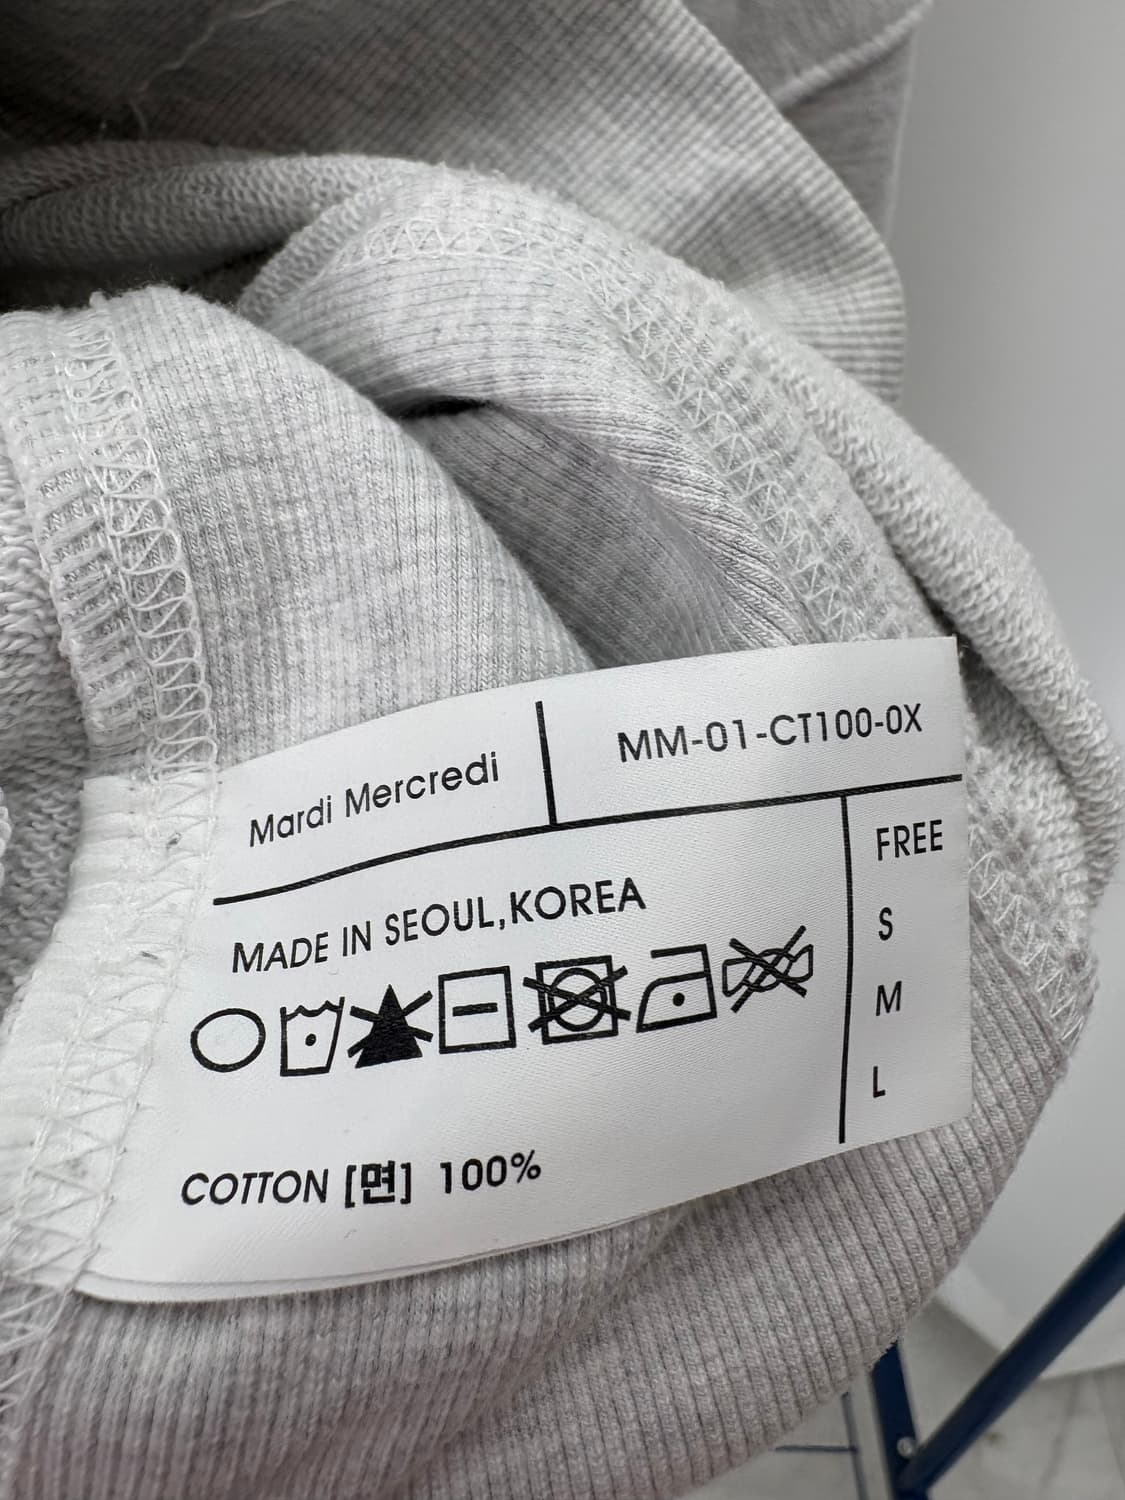 Mardi Mercredi
MM-01-CT100-0X
MADE IN SEOUL,KOREA
COTTON [면] 100%
FREE
S
M
L